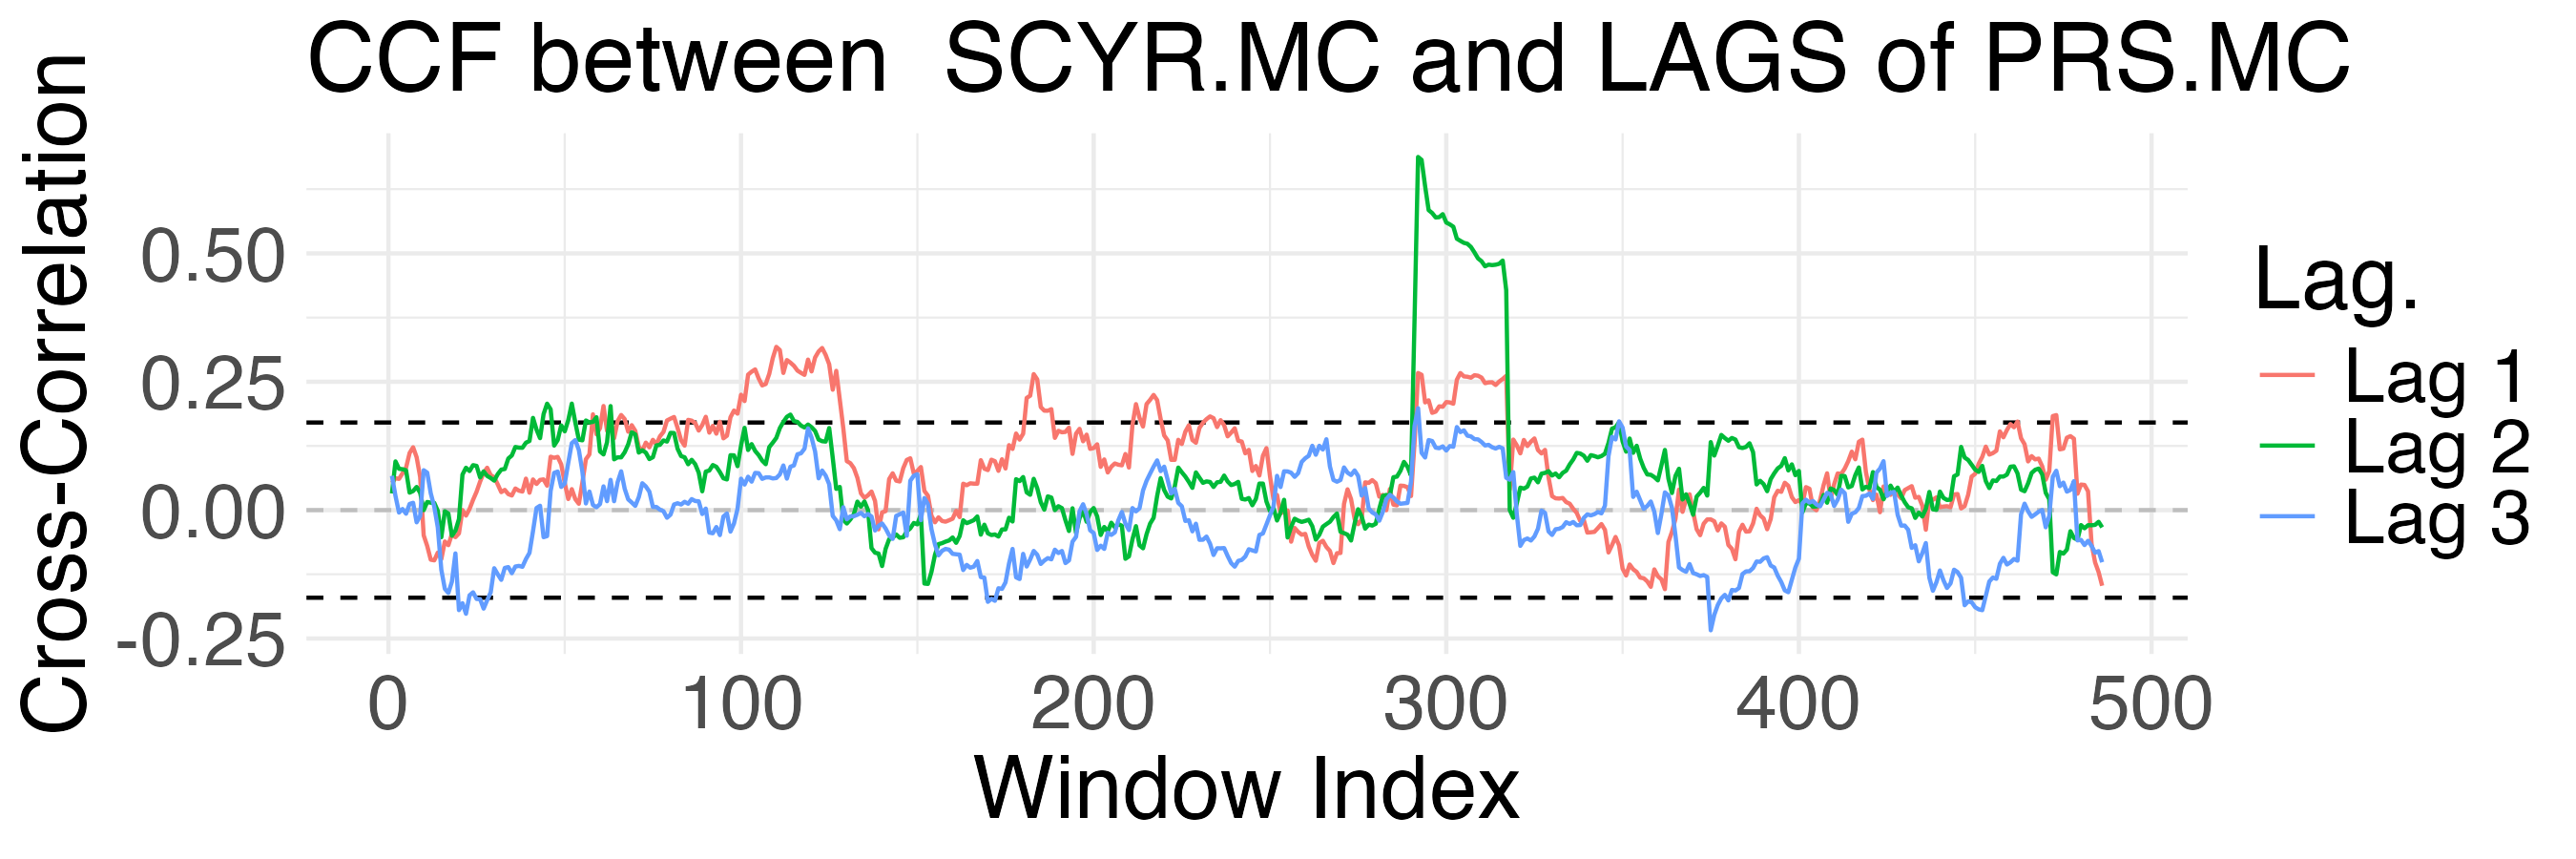 CCF between  SCYR.MC and LAGS of PRS.MC
Cross-Correlation
0.50
0.25
0.00
-0.25
0 100 200 300 400 500
Window Index
Lag.
Lag 1
Lag 2
Lag 3